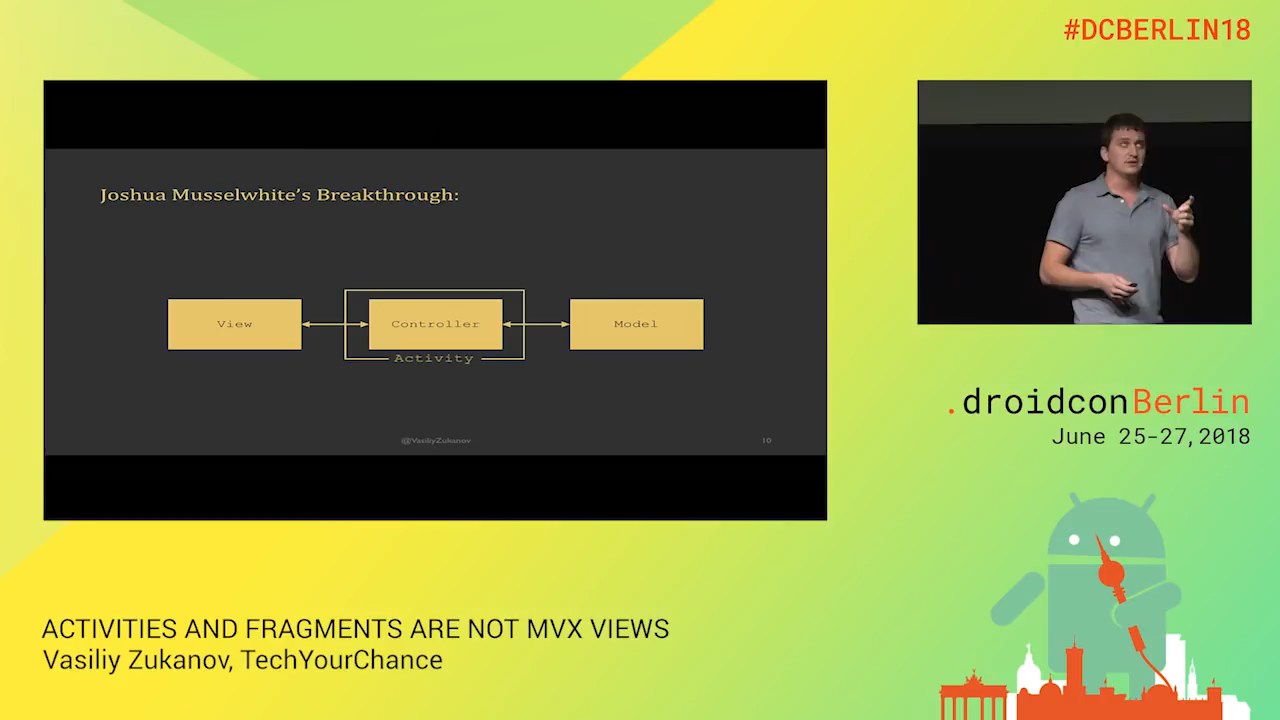 #DCBERLIN18
Joshua Musselwhite's Breakthrough:
View
Controller
Model
Activity
@VasiliyZukanov
10
.droidconBerlin
June 25-27,2018
ACTIVITIES AND FRAGMENTS ARE NOT MVX VIEWS
Vasiliy Zukanov, TechYourChance